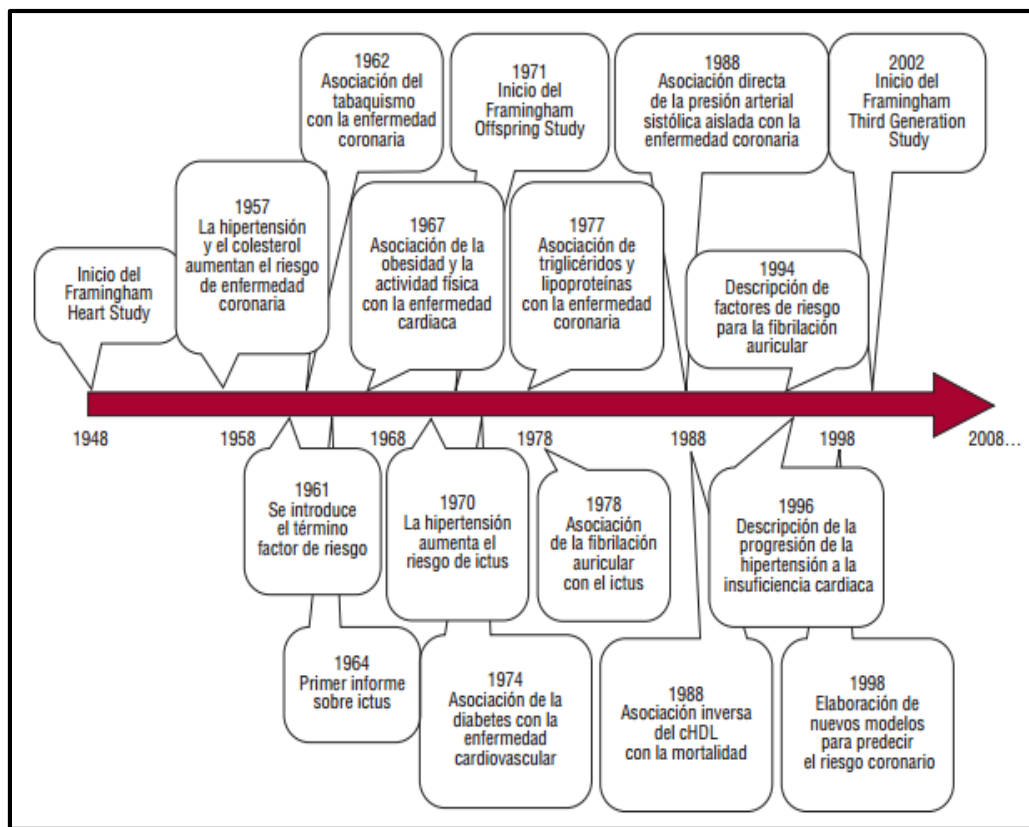 1962
Asociación del
tabaquismo
con la enfermedad
coronaria
1971
Inicio del
Framingham
Offspring Study
1988
Asociación directa
de la presión arterial
sistólica aislada con la
enfermedad coronaria
2002
Inicio del
Framingham
Third Generation
Study
Inicio del
Framingham
Heart Study
1957
La hipertensión
y el colesterol
aumentan el riesgo
de enfermedad
coronaria
1967
Asociación de la
obesidad y la
actividad física
con la enfermedad
cardiaca
1977
Asociación de
triglicéridos y
lipoproteínas
con la enfermedad
coronaria
1994
Descripción de
factores de riesgo
para la fibrilación
auricular
1948
1958
1968
1978
1988
1998
2008...
1961
Se introduce
el término
factor de riesgo
1970
La hipertensión
aumenta el
riesgo de ictus
1978
Asociación
de la fibrilación
auricular
con el ictus
1996
Descripción de la
progresión de la
hipertensión a la
insuficiencia cardiaca
1964
Primer informe
sobre ictus
1974
Asociación de la
diabetes con la
enfermedad
cardiovascular
1988
Asociación inversa
del cHDL
con la mortalidad
1998
Elaboración de
nuevos modelos
para predecir
el riesgo coronario